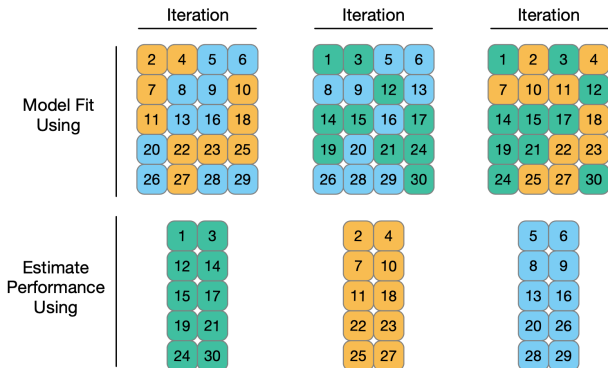 Iteration Iteration Iteration
Model Fit
Using
2 4 5 6 1 3 5 6 1 2 3 4
7 8 9 10 8 9 12 13 7 10 11 12
11 13 16 18 14 15 16 17 14 15 17 18
20 22 23 25 19 20 21 24 19 21 22 23
26 27 28 29 26 28 29 30 24 25 27 30
Estimate
Performance
Using
1 3 2 4 5 6
12 14 7 10 8 9
15 17 11 18 13 16
19 21 22 23 20 26
24 30 25 27 28 29